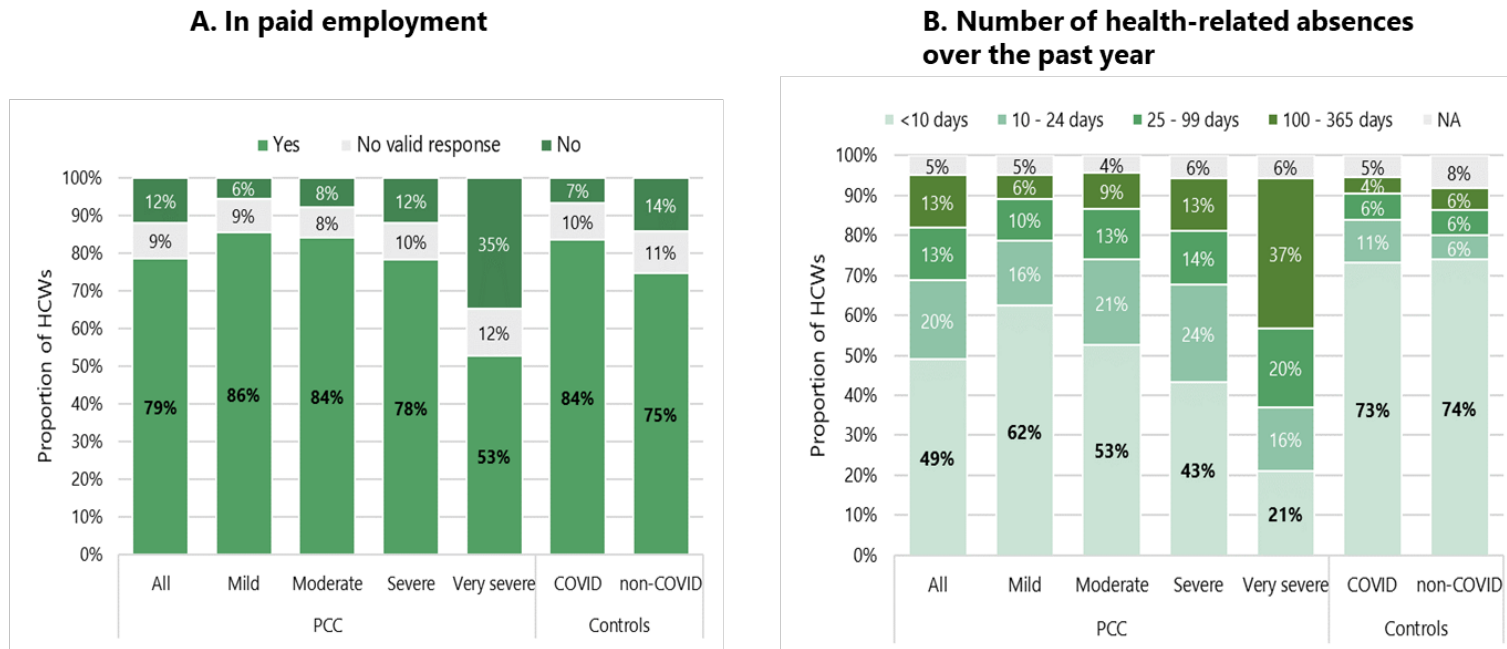 A. In paid employment
Yes No valid response No
100%
90%
80%
70%
60%
50%
40%
30%
20%
10%
0%
Proportion of HCWs
12% 6% 8% 12% 35% 7% 14%
9% 9% 8% 10% 12% 10% 11%
79% 86% 84% 78% 53% 84% 75%
All Mild Moderate Severe Very severe COVID non-COVID
PCC Controls
B. Number of health-related absences
over the past year
<10 days 10 - 24 days 25 - 99 days 100 - 365 days NA
100%
90%
80%
70%
60%
50%
40%
30%
20%
10%
0%
Proportion of HCWs
5% 5% 4% 6% 6% 5% 8%
13% 6% 9% 13% 37% 4% 6%
13% 10% 13% 14% 20% 6% 6%
20% 16% 21% 24% 16% 11% 6%
49% 62% 53% 43% 21% 73% 74%
All Mild Moderate Severe Very severe COVID non-COVID
PCC Controls